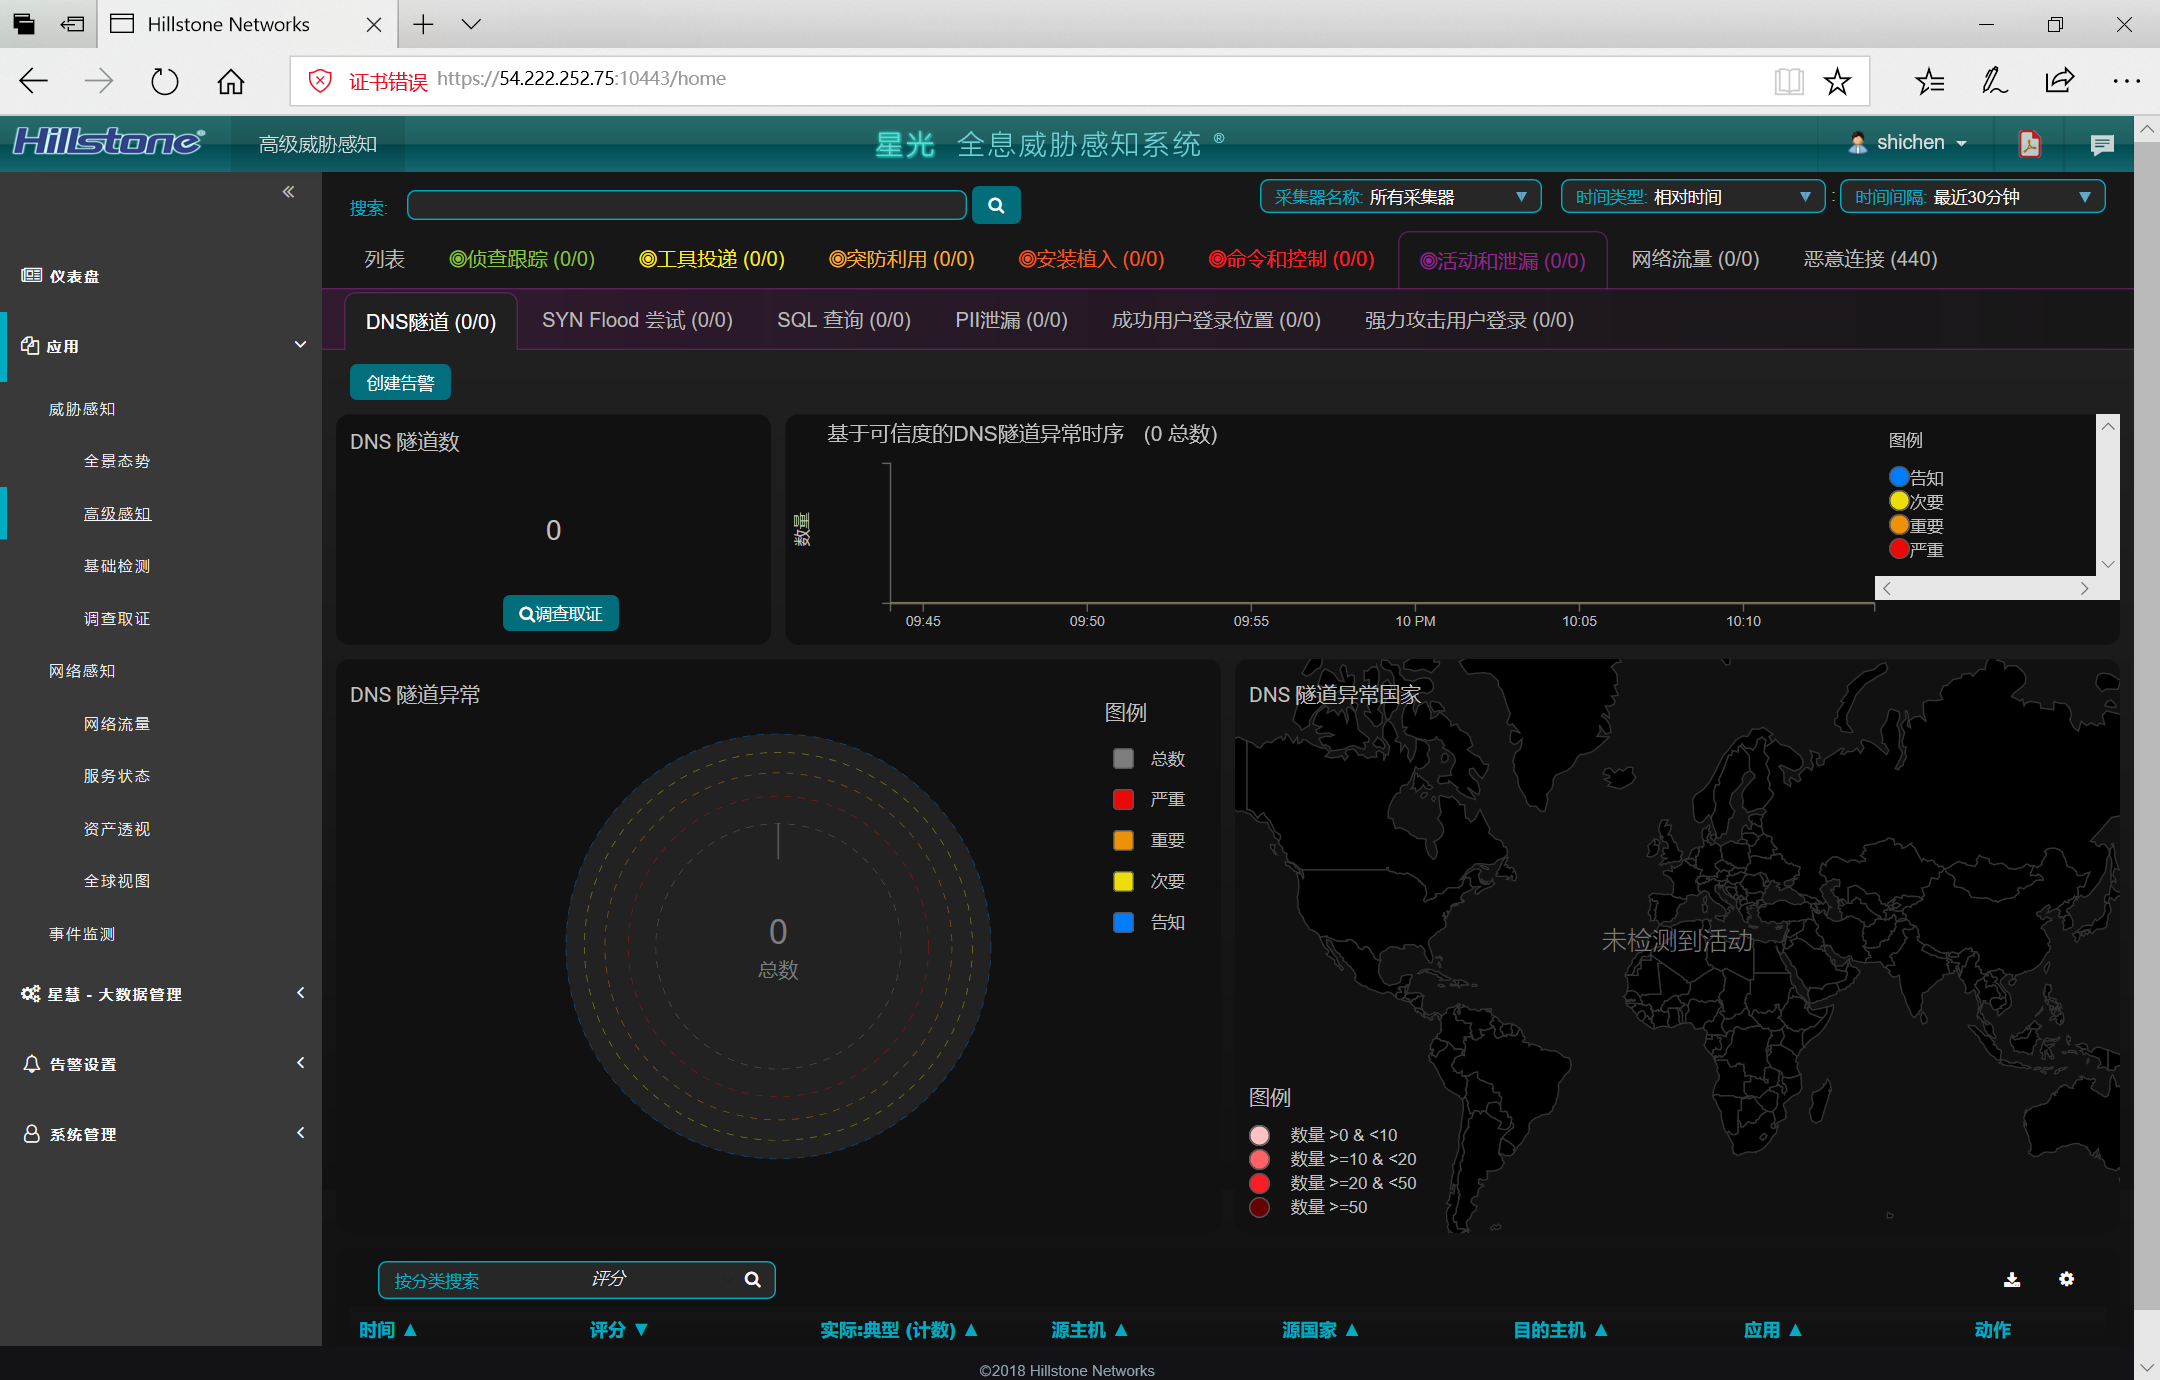 Hillstone Networks
证书错误 https://54.222.252.75:10443/home
Hillstone® 高级威胁感知 星光 全息威胁感知系统 ® shichen
搜索: 采集器名称: 所有采集器 时间类型: 相对时间 : 时间间隔: 最近30分钟
列表 侦查跟踪 (0/0) 工具投递 (0/0) 突防利用 (0/0) 安装植入 (0/0) 命令和控制 (0/0) 活动和泄漏 (0/0) 网络流量 (0/0) 恶意连接 (440)
DNS隧道 (0/0) SYN Flood 尝试 (0/0) SQL 查询 (0/0) PII泄漏 (0/0) 成功用户登录位置 (0/0) 强力攻击用户登录 (0/0)
仪表盘
应用
威胁感知
全景态势
高级感知
基础检测
调查取证
网络感知
网络流量
服务状态
资产透视
全球视图
事件监测
星慧 - 大数据管理
告警设置
系统管理
创建告警
DNS 隧道数
0
调查取证
基于可信度的DNS隧道异常时序 (0 总数)
数量
09:45 09:50 09:55 10 PM 10:05 10:10
图例
告知
次要
重要
严重
DNS 隧道异常
0
总数
图例
总数
严重
重要
次要
告知
DNS 隧道异常国家
未检测到活动
图例
数量 >0 & <10
数量 >=10 & <20
数量 >=20 & <50
数量 >=50
按分类搜索 评分
时间 ▲ 评分 ▼ 实际:典型 (计数) ▲ 源主机 ▲ 源国家 ▲ 目的主机 ▲ 应用 ▲ 动作
©2018 Hillstone Networks